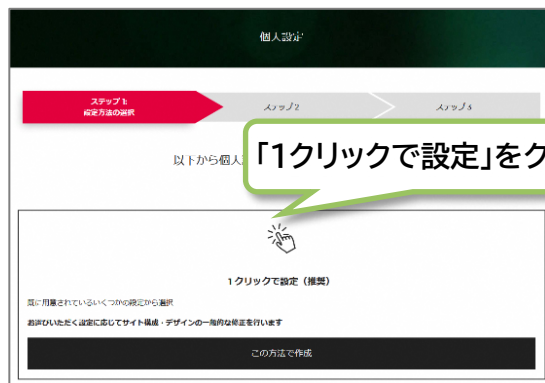 個人設定
ステップ1:
設定方法の選択
ステップ2
ステップ3
以下から個人
「1クリックで設定」をク
1クリックで設定（推奨）
既に用意されているいくつかの設定から選択
お選びいただく設定に応じてサイト構成・デザインの一般的な修正を行います
この方法で作成